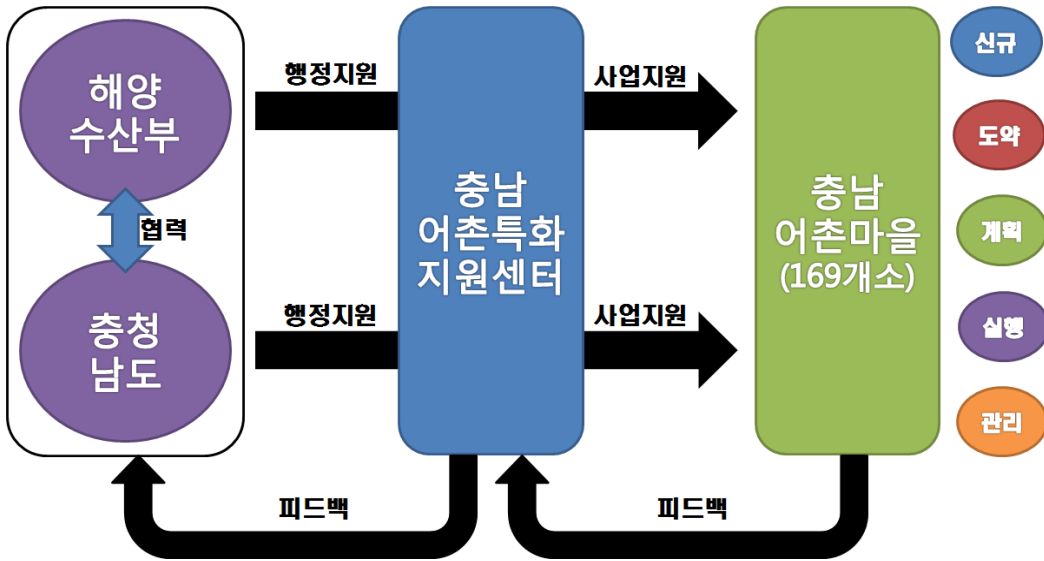 해양
수산부
협력
충청
남도
행정지원
행정지원
충남
어촌특화
지원센터
사업지원
사업지원
충남
어촌마을
(169개소)
신규
도약
계획
실행
관리
피드백
피드백